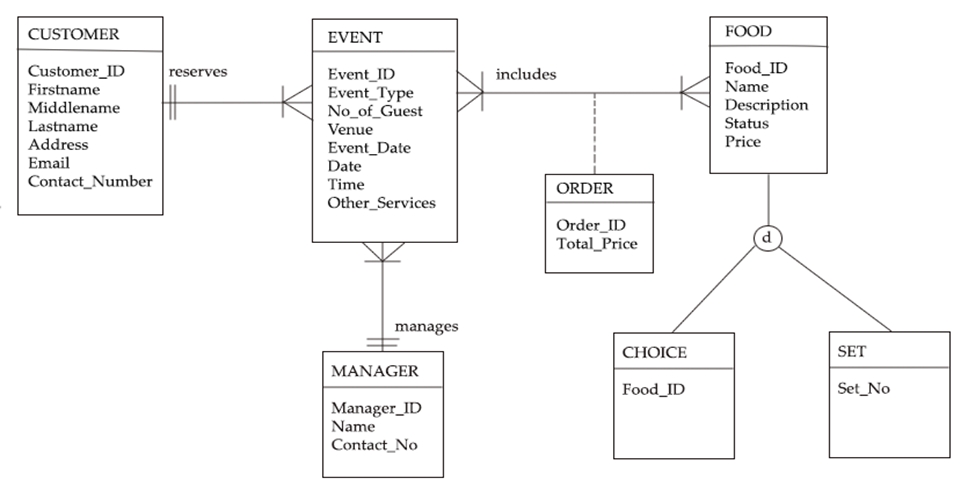 CUSTOMER
Customer_ID
Firstname
Middlename
Lastname
Address
Email
Contact_Number
reserves
EVENT
Event_ID
Event_Type
No_of_Guest
Venue
Event_Date
Date
Time
Other_Services
includes
FOOD
Food_ID
Name
Description
Status
Price
ORDER
Order_ID
Total_Price
d
manages
MANAGER
Manager_ID
Name
Contact_No
CHOICE
Food_ID
SET
Set_No